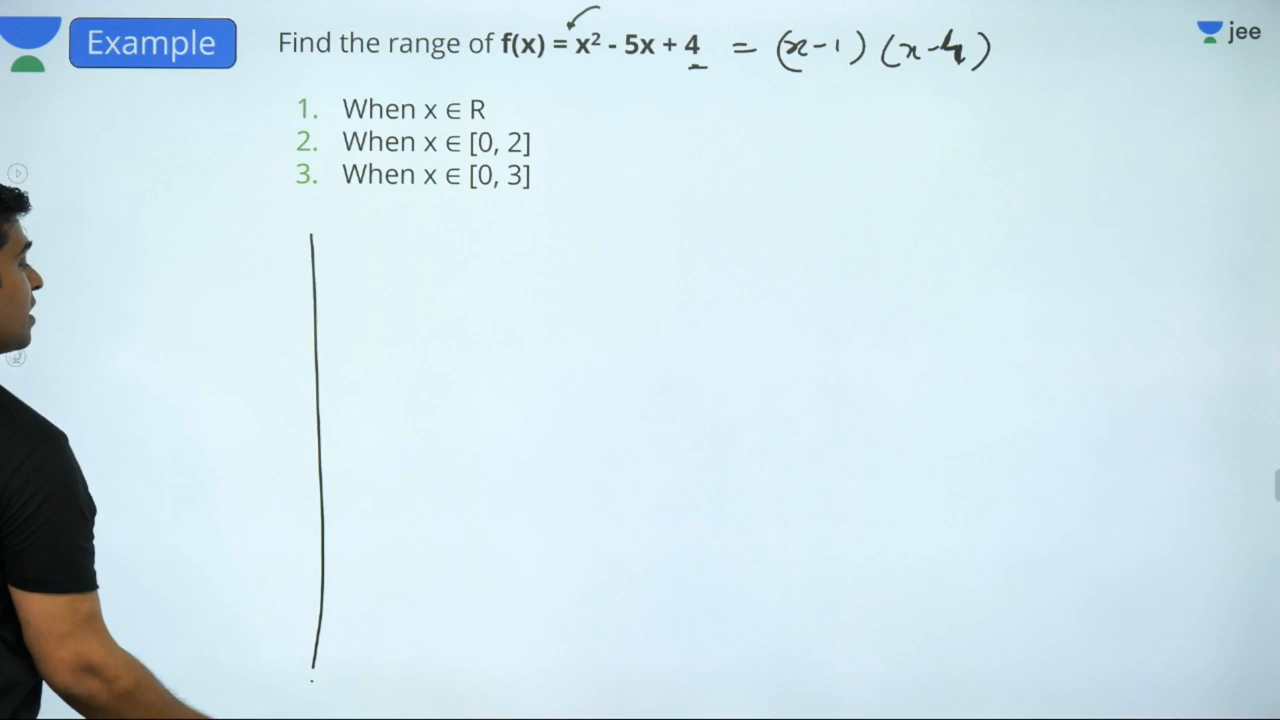 Example
Find the range of f(x) = x² - 5x + 4 = (x-1) (x-4)
jee
1. When x ∈ R
2. When x ∈ [0, 2]
3. When x ∈ [0, 3]